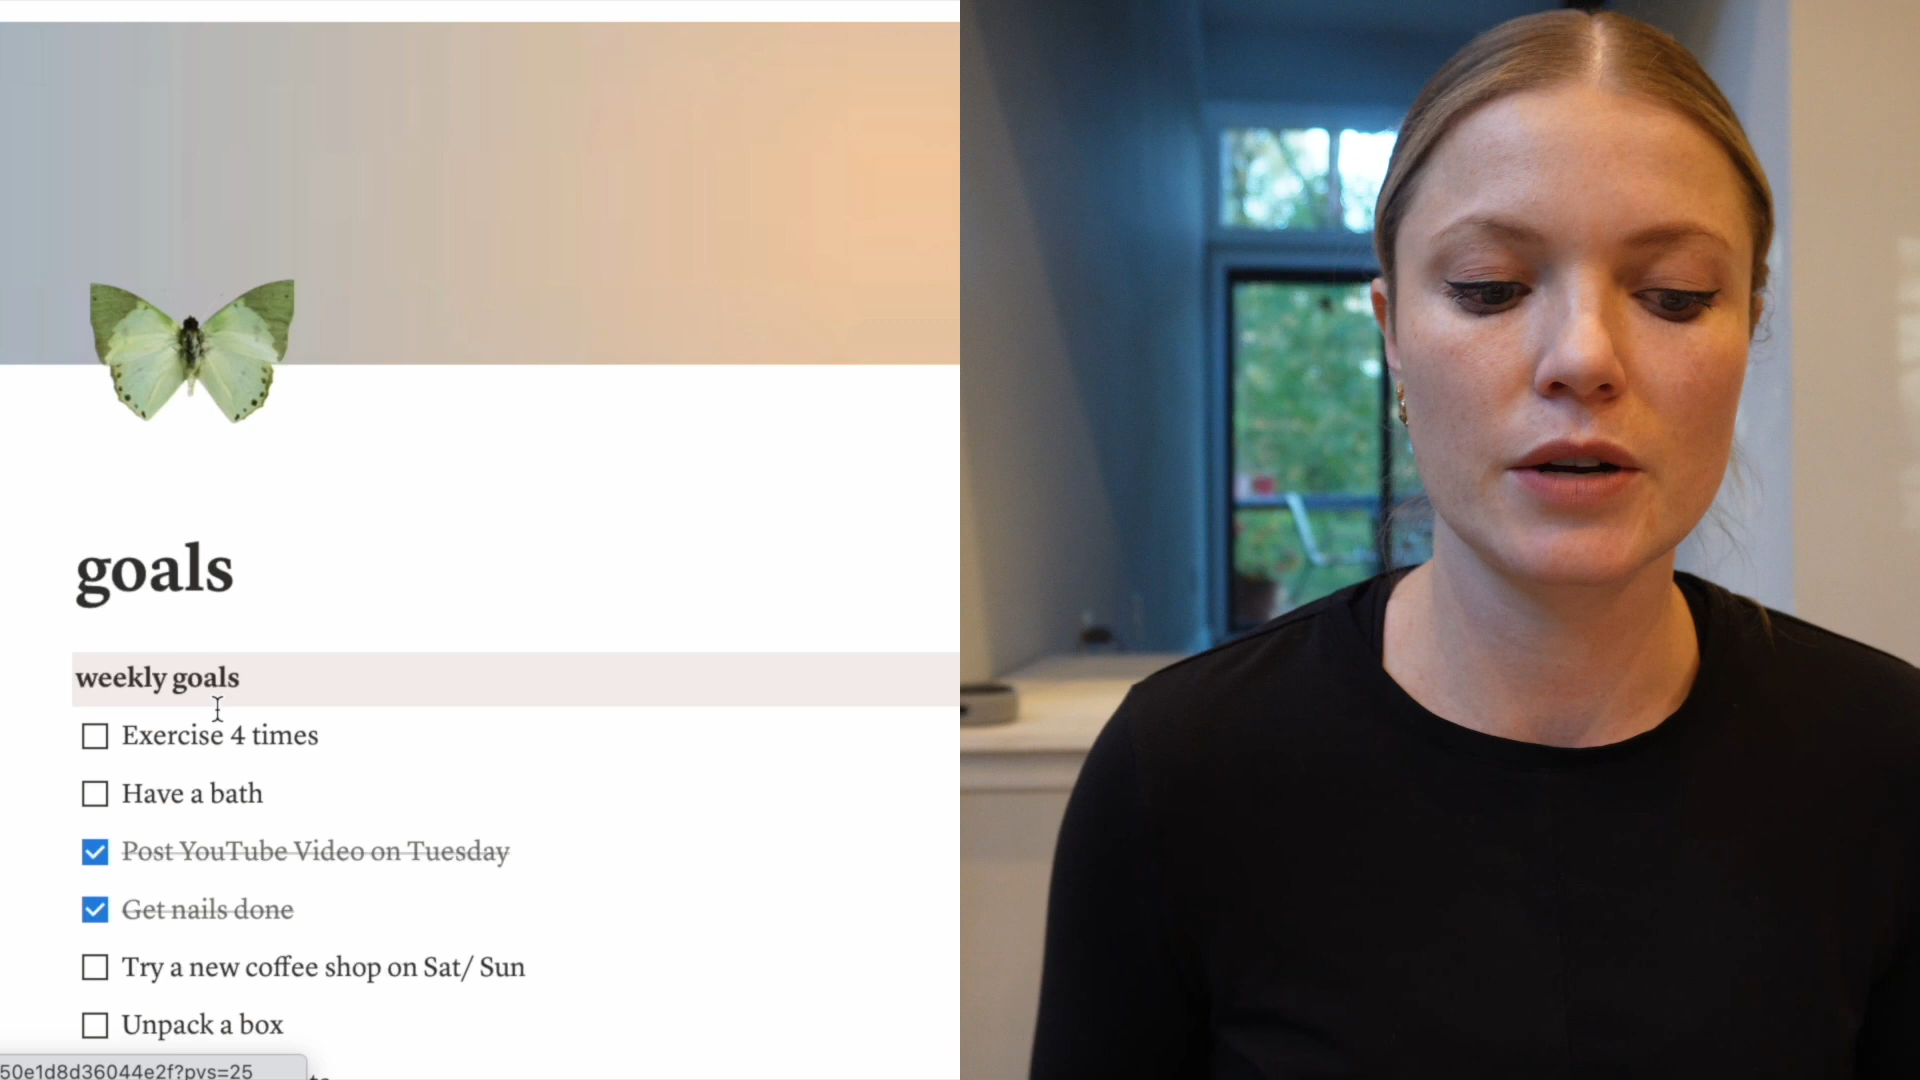 goals
weekly goals
Exercise 4 times
Have a bath
Post YouTube Video on Tuesday
Get nails done
Try a new coffee shop on Sat/ Sun
Unpack a box
50e1d8d36044e2f?pvs=25